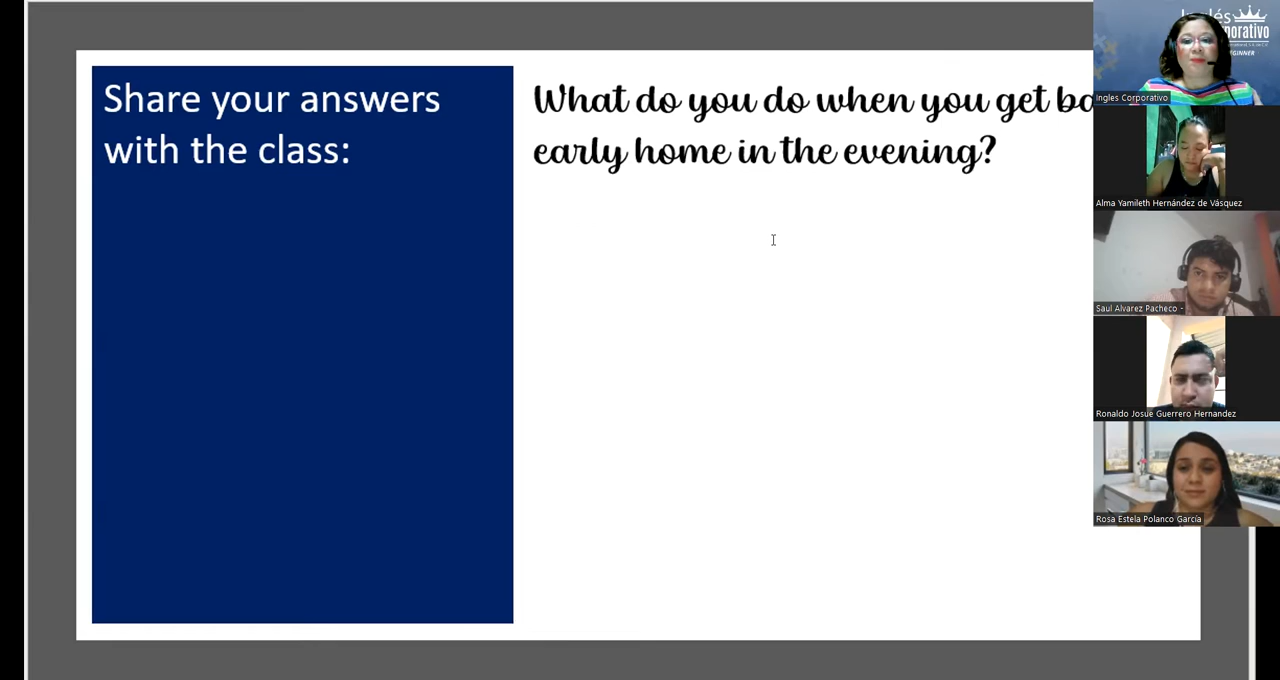 Share your answers
with the class:
What do you do when you get
early home in the evening?
Ingles Corporativo
Alma Yamileth Hernández de Vásquez
Saul Alvarez Pacheco -
Ronaldo Josue Guerrero Hernandez
Rosa Estela Polanco García